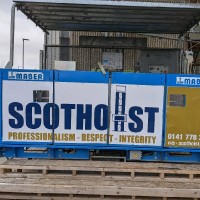 MABER MABER
SCOTHOIST
PROFESSIONALISM - RESPECT - INTEGRITY
0141 778